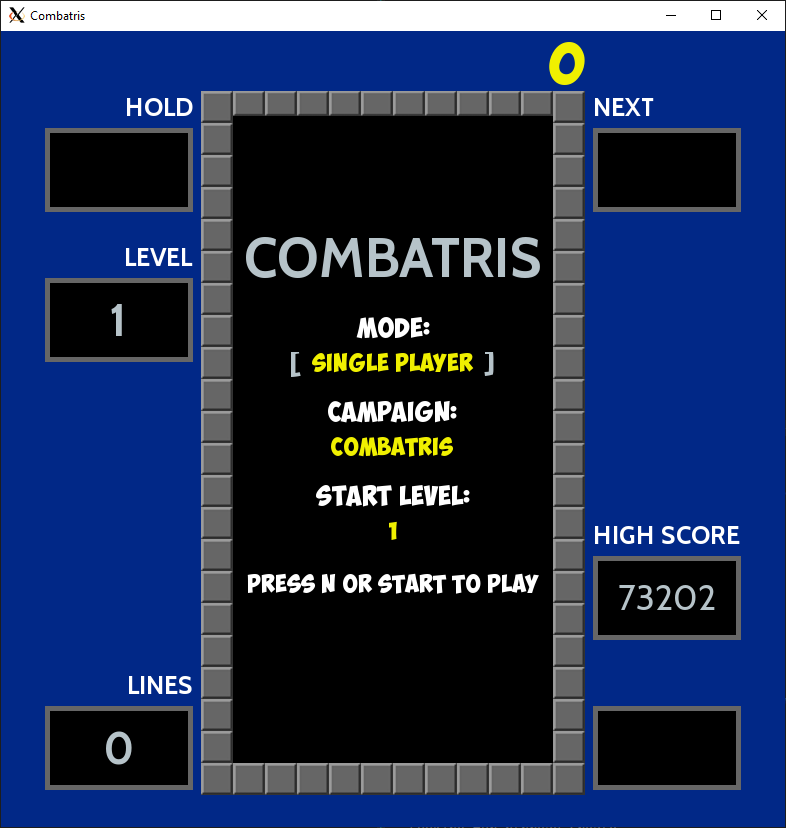 Combatris
0
HOLD
NEXT
LEVEL
1
COMBATRIS
MODE:
[ SINGLE PLAYER ]
CAMPAIGN:
COMBATRIS
START LEVEL:
1
PRESS N OR START TO PLAY
HIGH SCORE
73202
LINES
0